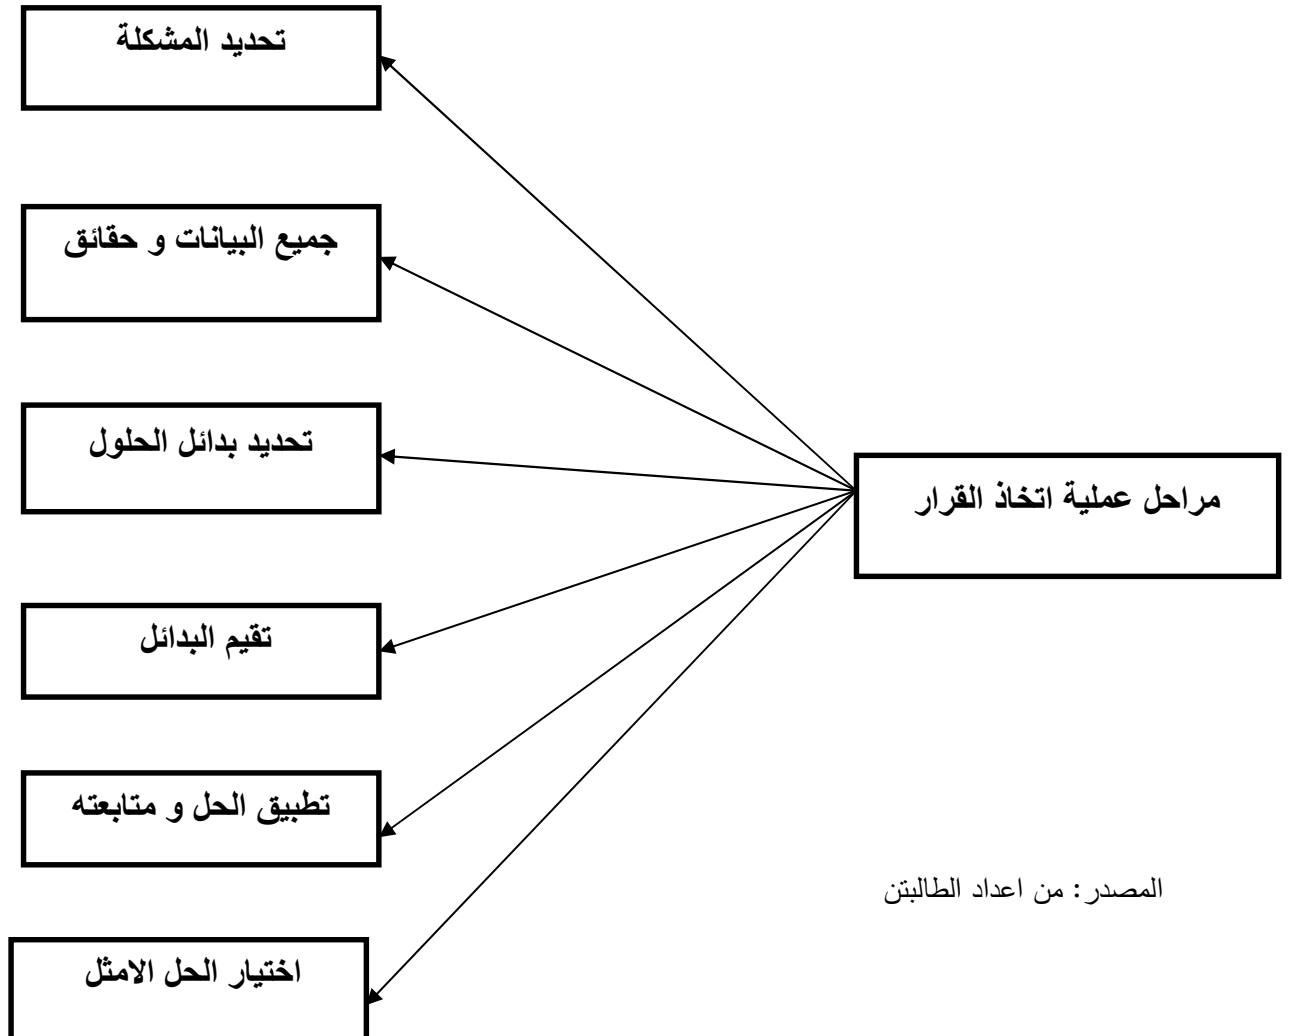 تحديد المشكلة
جميع البيانات و حقائق
تحديد بدائل الحلول
مراحل عملية اتخاذ القرار
تقيم البدائل
تطبيق الحل و متابعته
المصدر: من اعداد الطالبتن
اختيار الحل الامثل